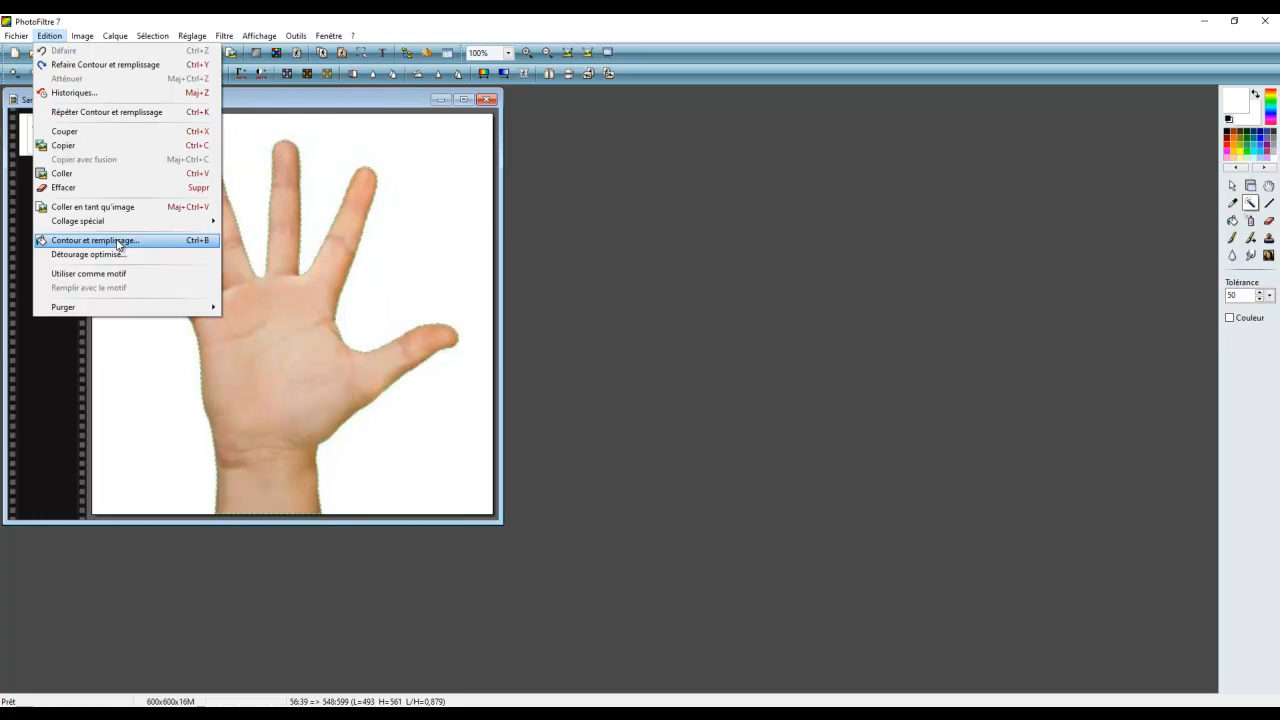 PhotoFiltre 7
Fichier Edition Image Calque Sélection Réglage Filtre Affichage Outils Fenêtre ?
Défaire Ctrl+Z
Refaire Contour et remplissage Ctrl+Y
Atténuer Maj+Ctrl+Z
Historiques... Maj+Z
Répéter Contour et remplissage Ctrl+K
Couper Ctrl+X
Copier Ctrl+C
Copier avec fusion Maj+Ctrl+C
Coller Ctrl+V
Effacer Suppr
Coller en tant qu'image Maj+Ctrl+V
Collage spécial
Contour et remplissage... Ctrl+B
Détourage optimisé...
Utiliser comme motif
Remplir avec le motif
Purger
100%
San
Tolérance
50
Couleur
Prêt 600x600x16M 56:39 => 548:599 (L=493 H=561 L/H=0,879)